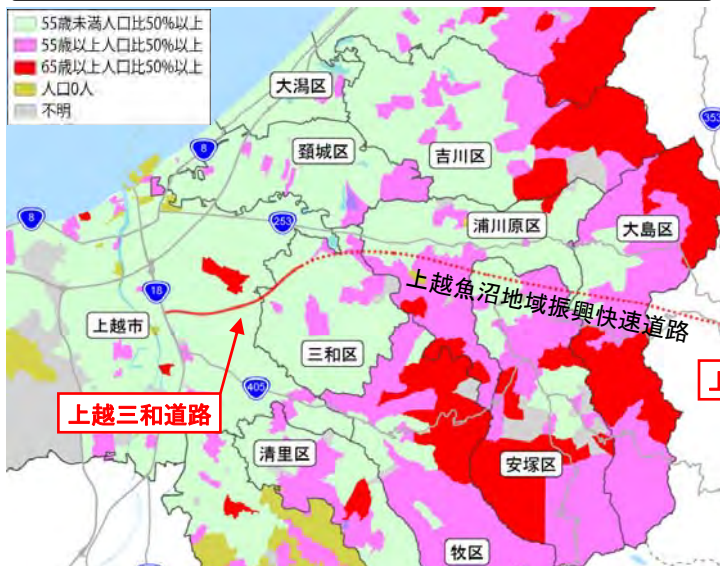 55歳未満人口比50%以上
55歳以上人口比50%以上
65歳以上人口比50%以上
人口0人
不明
大潟区
353
8
頸城区
吉川区
8
253
浦川原区
大島区
18
上越魚沼地域振興快速道路
上越市
三和区
上
405
上越三和道路
清里区
安塚区
牧区